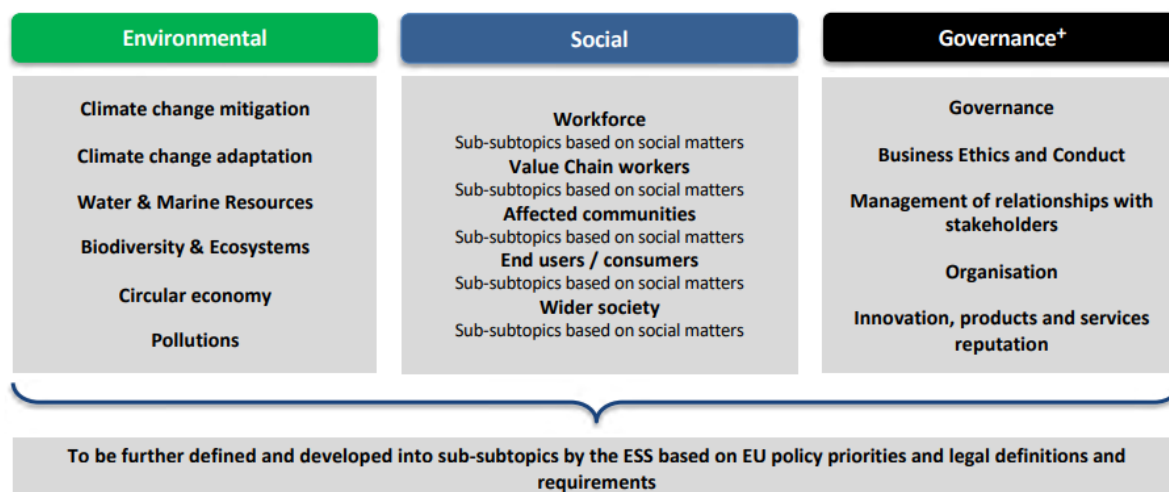 Environmental
Climate change mitigation
Climate change adaptation
Water & Marine Resources
Biodiversity & Ecosystems
Circular economy
Pollutions
Social
Workforce
Sub-subtopics based on social matters
Value Chain workers
Sub-subtopics based on social matters
Affected communities
Sub-subtopics based on social matters
End users / consumers
Sub-subtopics based on social matters
Wider society
Sub-subtopics based on social matters
Governance⁺
Governance
Business Ethics and Conduct
Management of relationships with
stakeholders
Organisation
Innovation, products and services
reputation
To be further defined and developed into sub-subtopics by the ESS based on EU policy priorities and legal definitions and
requirements